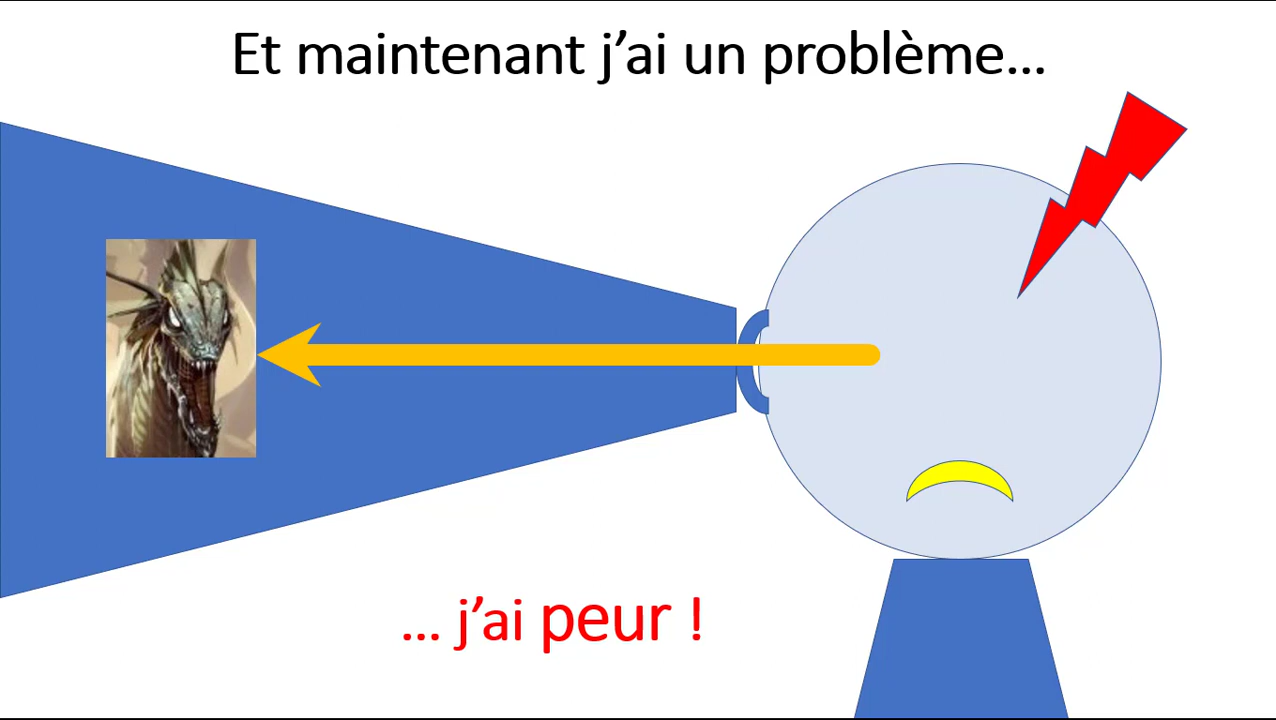 Et maintenant j’ai un problème...
... j’ai peur !